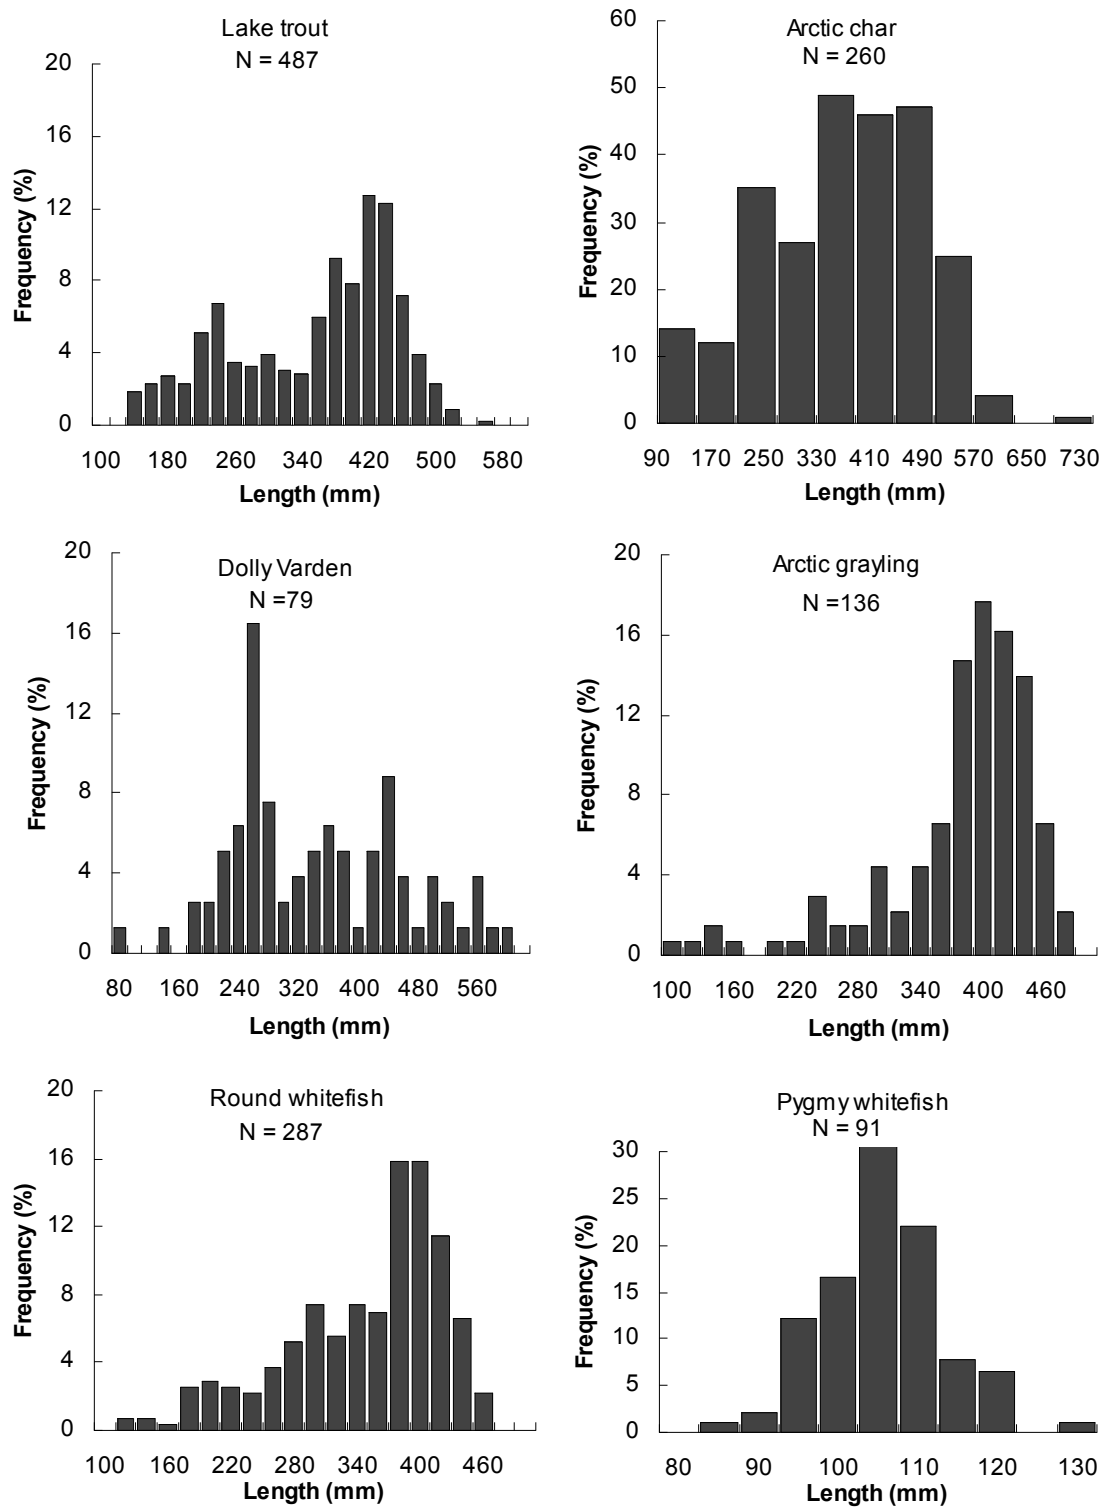 Lake trout
N = 487
20
16
12
8
4
0
Frequency (%)
100 180 260 340 420 500 580
Length (mm)
Arctic char
N = 260
60
50
40
30
20
10
0
Frequency (%)
90 170 250 330 410 490 570 650 730
Length (mm)
Dolly Varden
N =79
20
16
12
8
4
0
Frequency (%)
80 160 240 320 400 480 560
Length (mm)
Arctic grayling
N =136
20
16
12
8
4
0
Frequency (%)
100 160 220 280 340 400 460
Length (mm)
Round whitefish
N = 287
20
16
12
8
4
0
Frequency (%)
100 160 220 280 340 400 460
Length (mm)
Pygmy whitefish
N = 91
30
25
20
15
10
5
0
Frequency (%)
80 90 100 110 120 130
Length (mm)